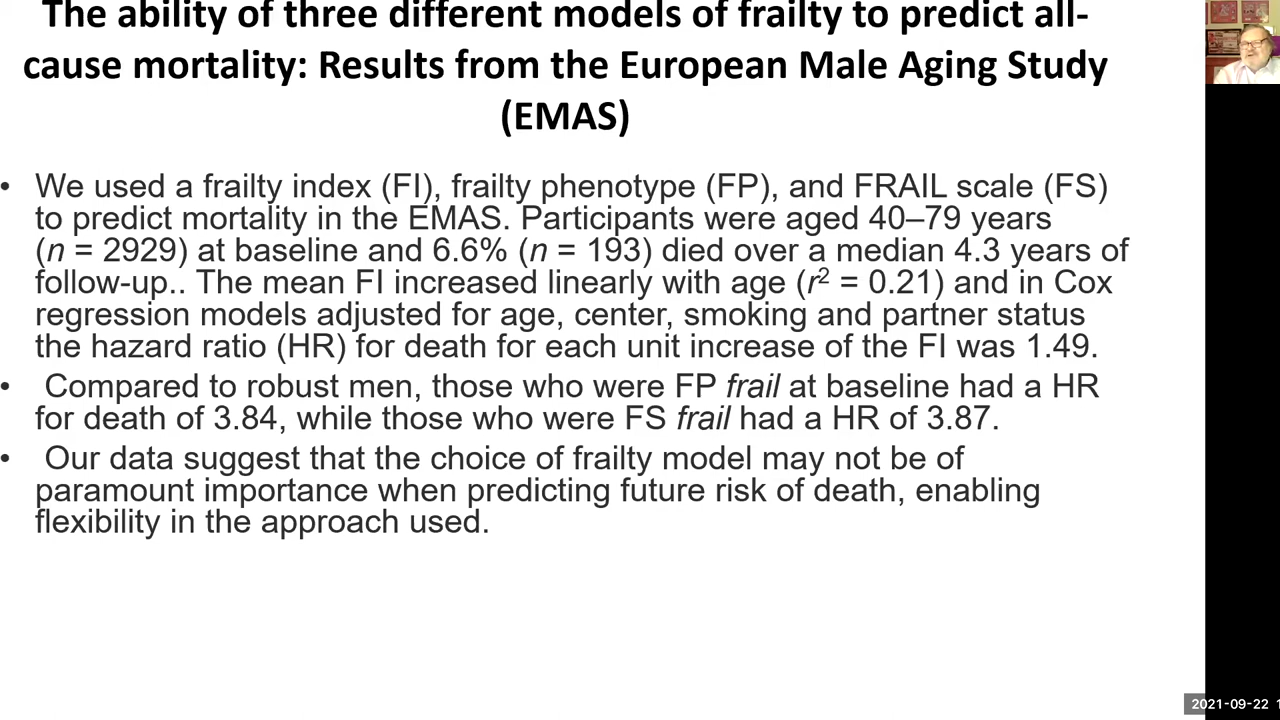 The ability of three different models of frailty to predict all-
cause mortality: Results from the European Male Aging Study
(EMAS)
• We used a frailty index (FI), frailty phenotype (FP), and FRAIL scale (FS)
to predict mortality in the EMAS. Participants were aged 40–79 years
(n = 2929) at baseline and 6.6% (n = 193) died over a median 4.3 years of
follow-up.. The mean FI increased linearly with age (r² = 0.21) and in Cox
regression models adjusted for age, center, smoking and partner status
the hazard ratio (HR) for death for each unit increase of the FI was 1.49.
• Compared to robust men, those who were FP frail at baseline had a HR
for death of 3.84, while those who were FS frail had a HR of 3.87.
• Our data suggest that the choice of frailty model may not be of
paramount importance when predicting future risk of death, enabling
flexibility in the approach used.
2021-09-22